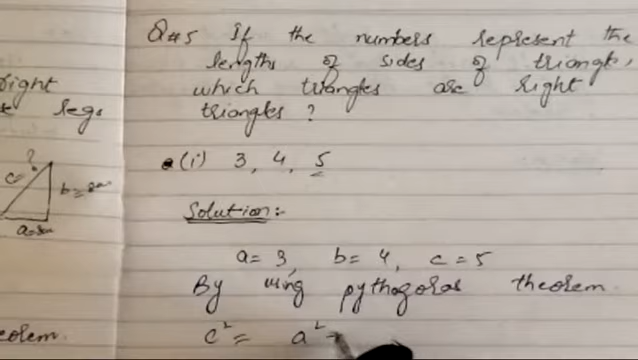 Q#5 If the numbers represent the
lengths of sides of triangle,
which triangles are right
triangles ?
(i) 3, 4, 5
Solution:-
a= 3, b= 4, c = 5
By using pythagoras theorem.
c² = a²
right
legs
c= ?
b=
a=
eorem.